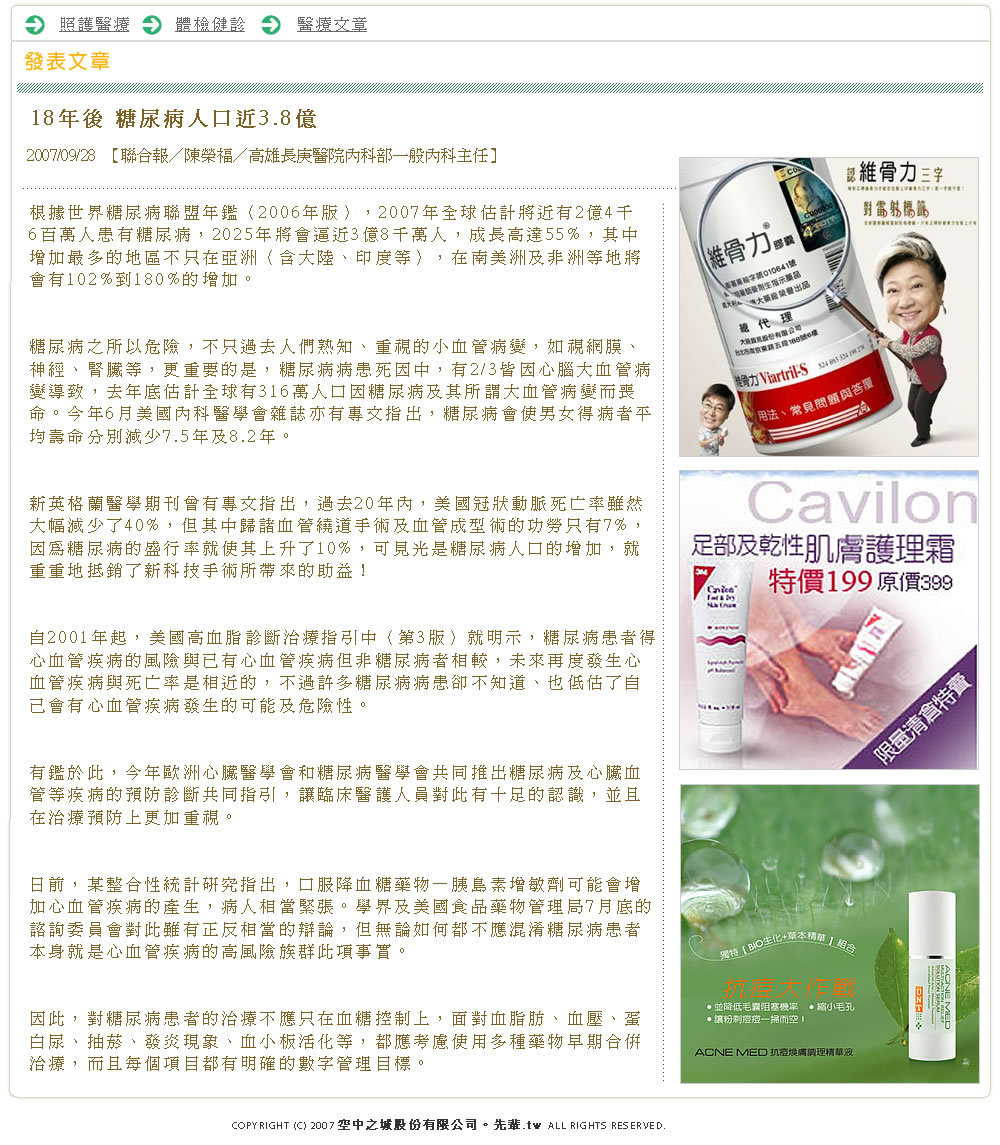 照護醫療 體檢健診 醫療文章
發表文章
18年後 糖尿病人口近3.8億
2007/09/28 【聯合報／陳榮福／高雄長庚醫院內科部一般內科主任】
根據世界糖尿病聯盟年鑑（2006年版），2007年全球估計將近有2億4千
6百萬人患有糖尿病，2025年將會逼近3億8千萬人，成長高達55%，其中
增加最多的地區不只在亞洲（含大陸、印度等），在南美洲及非洲等地將
會有102%到180%的增加。
糖尿病之所以危險，不只過去人們熟知、重視的小血管病變，如視網膜、
神經、腎臟等，更重要的是，糖尿病病患死因中，有2/3皆因心腦大血管病
變導致，去年底估計全球有316萬人口因糖尿病及其所謂大血管病變而喪
命。今年6月美國內科醫學會雜誌亦有專文指出，糖尿病會使男女得病者平
均壽命分別減少7.5年及8.2年。
新英格蘭醫學期刊曾有專文指出，過去20年內，美國冠狀動脈死亡率雖然
大幅減少了40%，但其中歸諸血管繞道手術及血管成型術的功勞只有7%，
因為糖尿病的盛行率就使其上升了10%，可見光是糖尿病人口的增加，就
重重地抵銷了新科技手術所帶來的助益！
自2001年起，美國高血脂診斷治療指引中（第3版）就明示，糖尿病患者得
心血管疾病的風險與已有心血管疾病但非糖尿病者相較，未來再度發生心
血管疾病與死亡率是相近的，不過許多糖尿病病患卻不知道、也低估了自
己會有心血管疾病發生的可能及危險性。
有鑑於此，今年歐洲心臟醫學會和糖尿病醫學會共同推出糖尿病及心臟血
管等疾病的預防診斷共同指引，讓臨床醫護人員對此有十足的認識，並且
在治療預防上更加重視。
日前，某整合性統計研究指出，口服降血糖藥物－胰島素增敏劑可能會增
加心血管疾病的產生，病人相當緊張。學界及美國食品藥物管理局7月底的
諮詢委員會對此雖有正反相當的辯論，但無論如何都不應混淆糖尿病患者
本身就是心血管疾病的高風險族群此項事實。
因此，對糖尿病患者的治療不應只在血糖控制上，面對血脂肪、血壓、蛋
白尿、抽菸、發炎現象、血小板活化等，都應考慮使用多種藥物早期合併
治療，而且每個項目都有明確的數字管理目標。
認維骨力三字
對雷射標籤
維骨力® 膠囊
總代理
維骨力 Viartril-S
用法、常見問題與答覆
Cavilon
足部及乾性肌膚護理霜
特價199 原價399
3M
Cavilon
Foot & Dry
Skin Cream
限量清倉特賣
獨特【BIO生化+草本精華】組合
抗痘大作戰
•並降低毛囊阻塞機率 •縮小毛孔
•讓粉刺痘痘一掃而空！
ACNE MED
DNT
ACNE MED 抗痘煥膚調理精華液
COPYRIGHT (C) 2007 空中之城股份有限公司。先輩.tw ALL RIGHTS RESERVED.